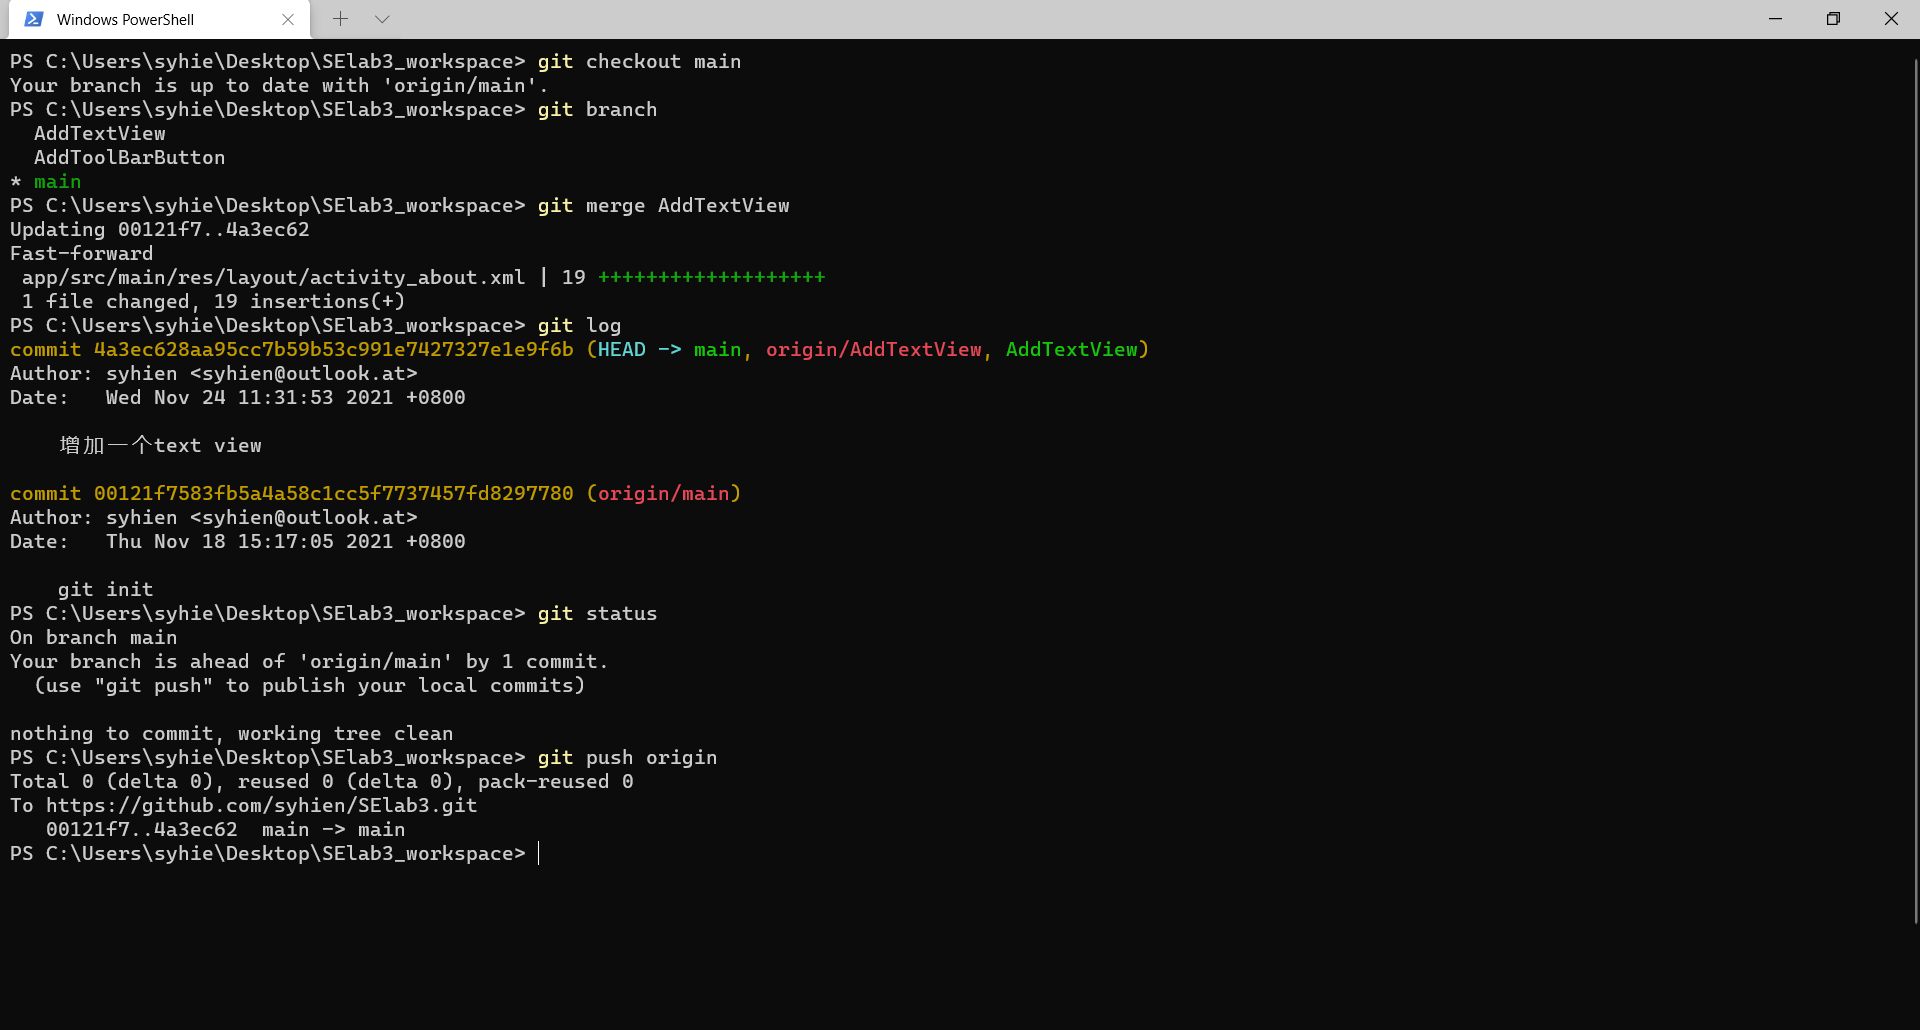 Windows PowerShell
PS C:\Users\syhie\Desktop\SElab3_workspace> git checkout main
Your branch is up to date with 'origin/main'.
PS C:\Users\syhie\Desktop\SElab3_workspace> git branch
  AddTextView
  AddToolBarButton
* main
PS C:\Users\syhie\Desktop\SElab3_workspace> git merge AddTextView
Updating 00121f7..4a3ec62
Fast-forward
 app/src/main/res/layout/activity_about.xml | 19 +++++++++++++++++++
 1 file changed, 19 insertions(+)
PS C:\Users\syhie\Desktop\SElab3_workspace> git log
commit 4a3ec628aa95cc7b59b53c991e7427327e1e9f6b (HEAD -> main, origin/AddTextView, AddTextView)
Author: syhien <syhien@outlook.at>
Date:   Wed Nov 24 11:31:53 2021 +0800
    增加一个text view
commit 00121f7583fb5a4a58c1cc5f7737457fd8297780 (origin/main)
Author: syhien <syhien@outlook.at>
Date:   Thu Nov 18 15:17:05 2021 +0800
    git init
PS C:\Users\syhie\Desktop\SElab3_workspace> git status
On branch main
Your branch is ahead of 'origin/main' by 1 commit.
  (use "git push" to publish your local commits)
nothing to commit, working tree clean
PS C:\Users\syhie\Desktop\SElab3_workspace> git push origin
Total 0 (delta 0), reused 0 (delta 0), pack-reused 0
To https://github.com/syhien/SElab3.git
   00121f7..4a3ec62  main -> main
PS C:\Users\syhie\Desktop\SElab3_workspace>